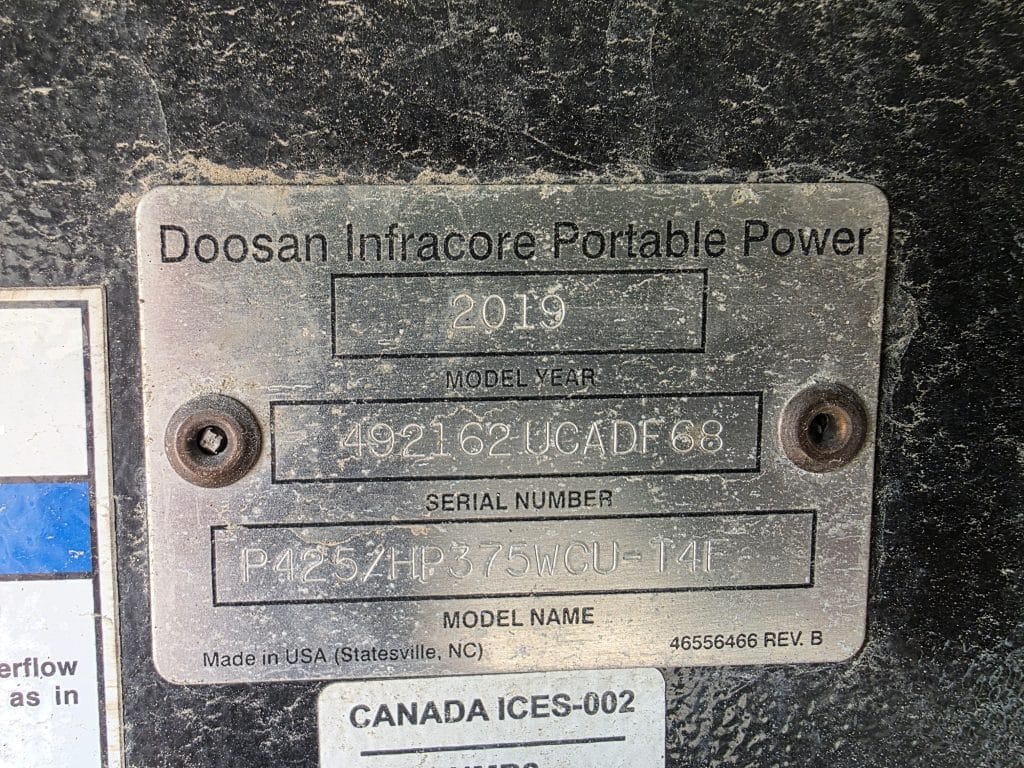 Doosan Infracore Portable Power
2019
MODEL YEAR
492162UCADF68
SERIAL NUMBER
P425/HP375WCU-T4F
MODEL NAME
Made in USA (Statesville, NC)
46556466 REV. B
as in
CANADA ICES-002